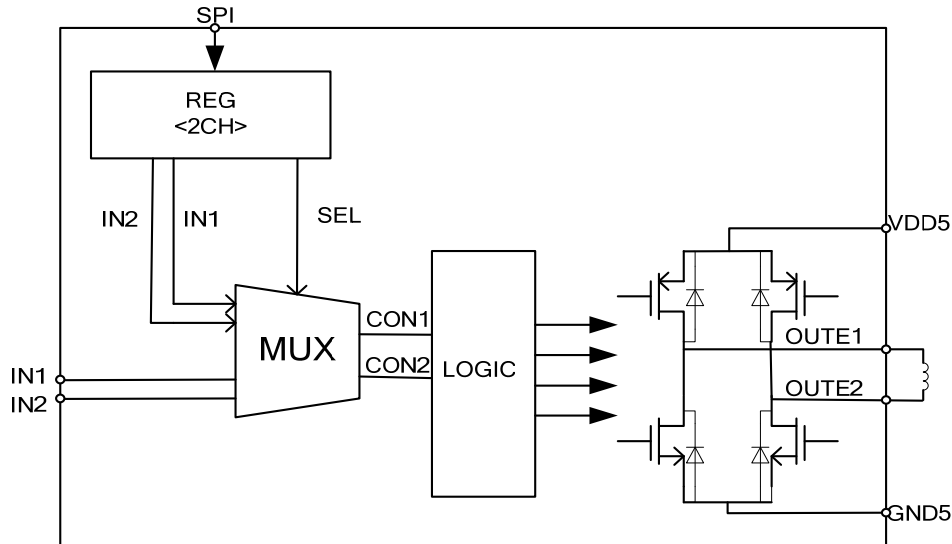 SPI
REG
<2CH>
IN2
IN1
SEL
VDD5
CON1
MUX
OUTE1
CON2
LOGIC
IN1
IN2
OUTE2
GND5